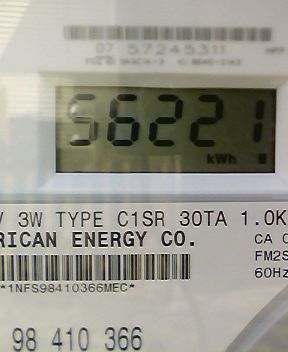 07 57245311
56221
kWh
V 3W TYPE C1SR 30TA 1.0K
RICAN ENERGY CO.
CA
FM2S
60Hz
*1NFS98410366MEC*
98 410 366